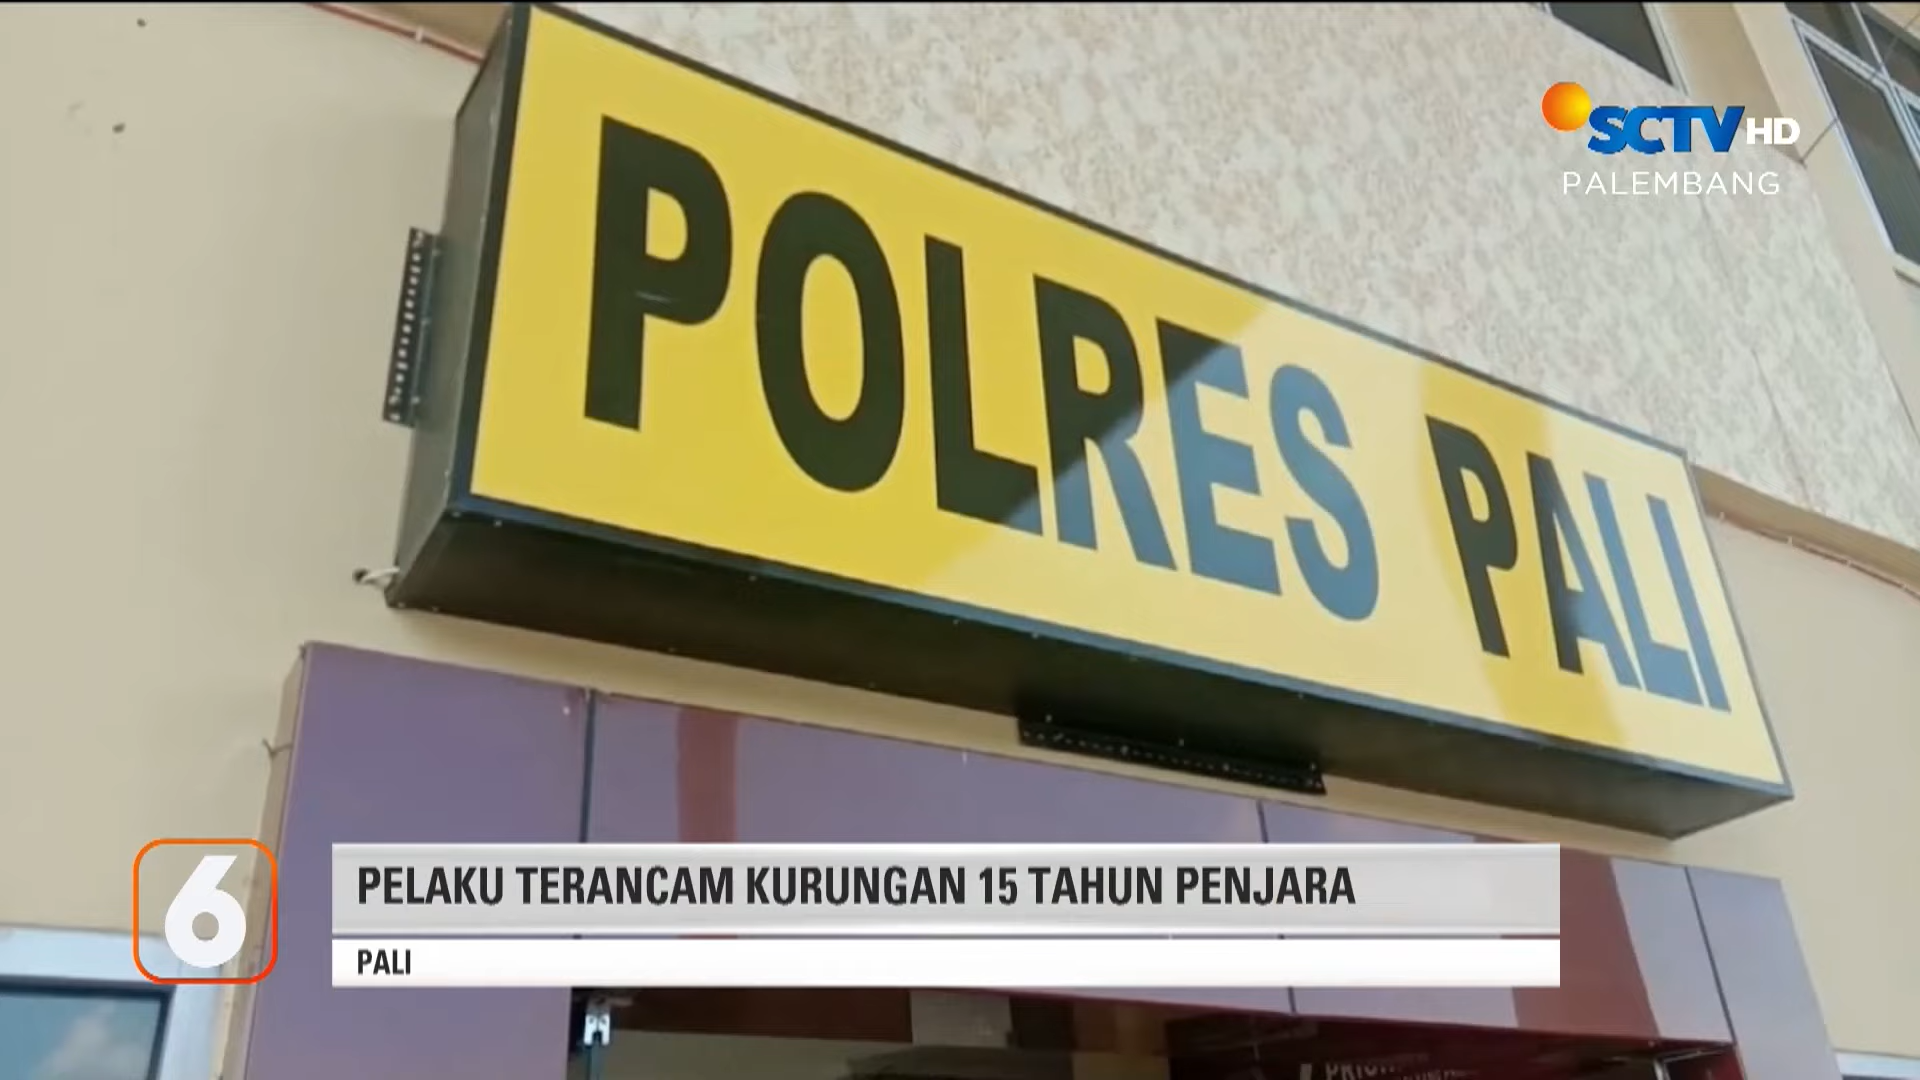 SCTV HD
PALEMBANG
POLRES PALI
6
PELAKU TERANCAM KURUNGAN 15 TAHUN PENJARA
PALI